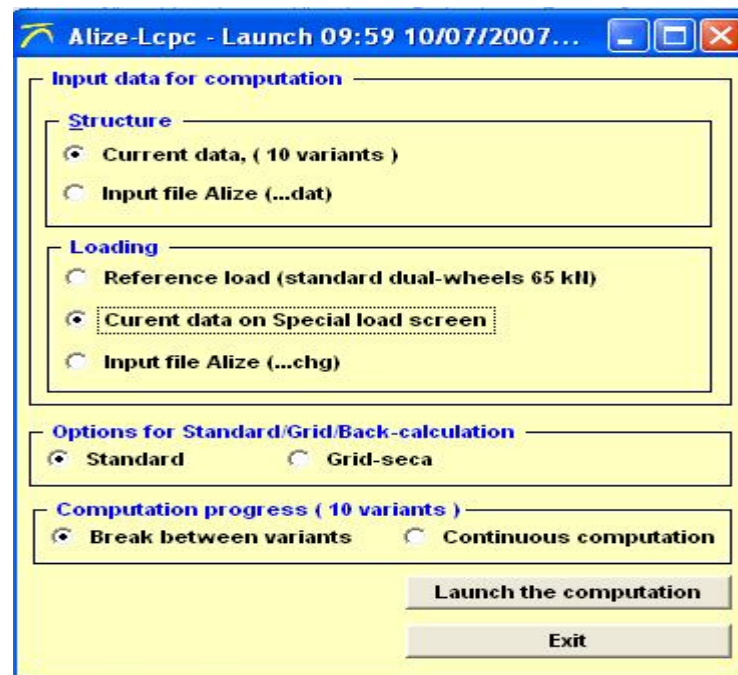 Alize-Lcpc - Launch 09:59 10/07/2007...
Input data for computation
Structure
Current data, ( 10 variants )
Input file Alize (...dat)
Loading
Reference load (standard dual-wheels 65 kN)
Curent data on Special load screen
Input file Alize (...chg)
Options for Standard/Grid/Back-calculation
Standard Grid-seca
Computation progress ( 10 variants )
Break between variants Continuous computation
Launch the computation
Exit